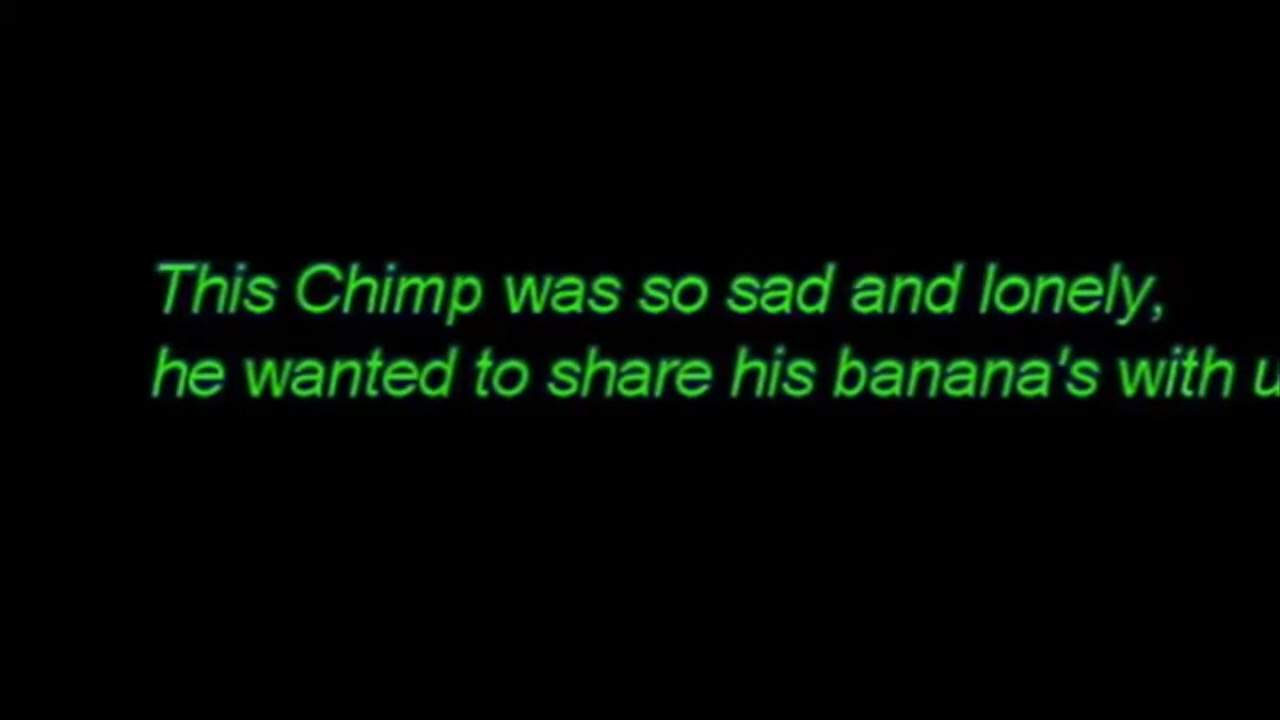 This Chimp was so sad and lonely,
he wanted to share his banana's with u